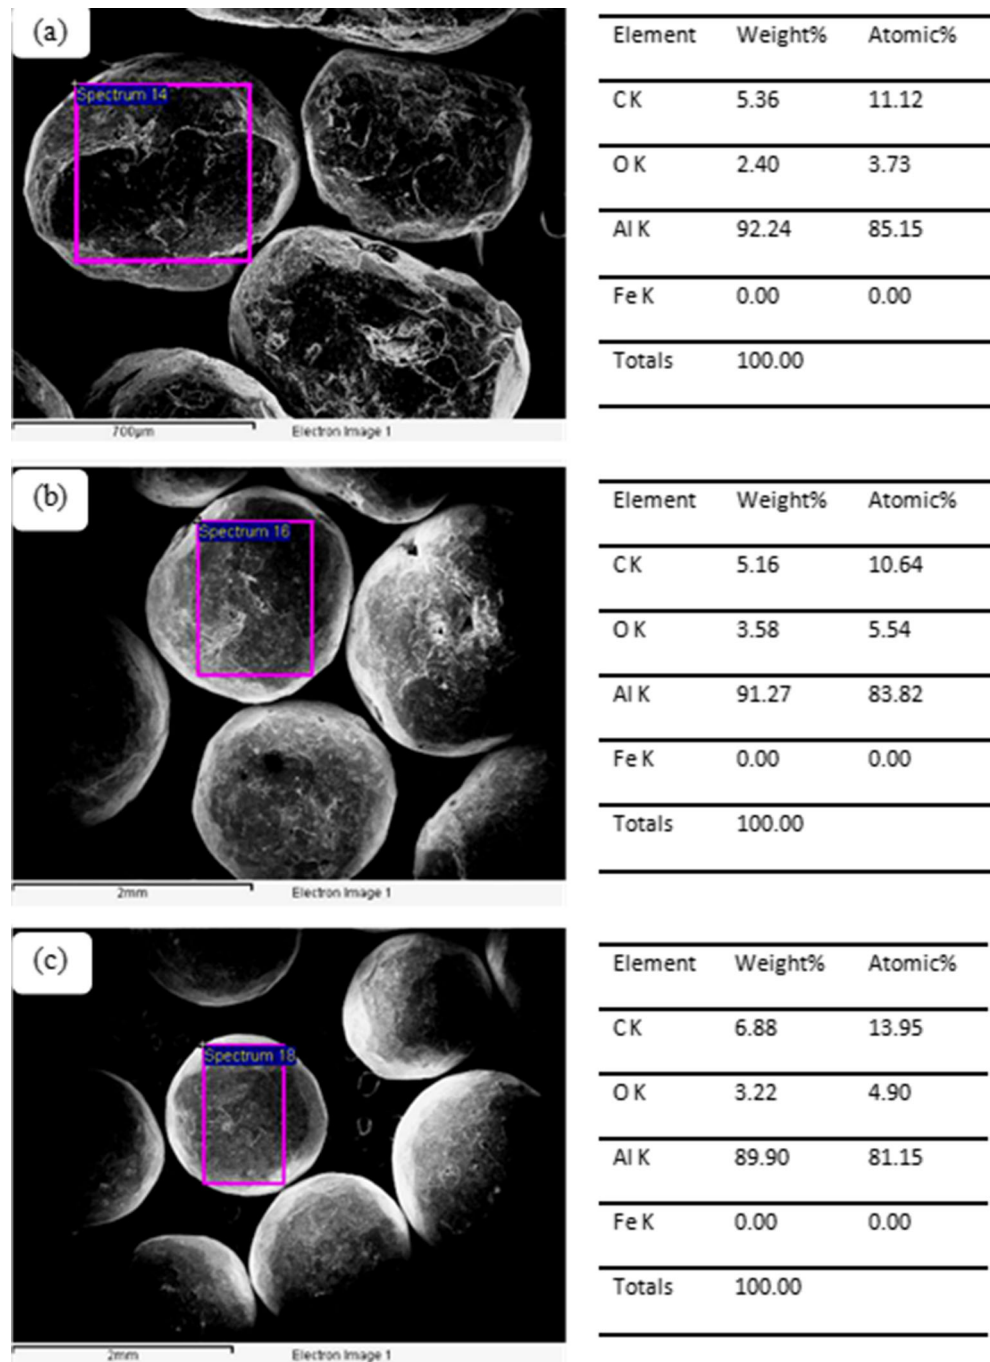 (a)
Spectrum 14
700µm Electron Image 1
Element Weight% Atomic%
C K 5.36 11.12
O K 2.40 3.73
Al K 92.24 85.15
Fe K 0.00 0.00
Totals 100.00
(b)
Spectrum 16
2mm Electron Image 1
Element Weight% Atomic%
C K 5.16 10.64
O K 3.58 5.54
Al K 91.27 83.82
Fe K 0.00 0.00
Totals 100.00
(c)
Spectrum 18
2mm Electron Image 1
Element Weight% Atomic%
C K 6.88 13.95
O K 3.22 4.90
Al K 89.90 81.15
Fe K 0.00 0.00
Totals 100.00